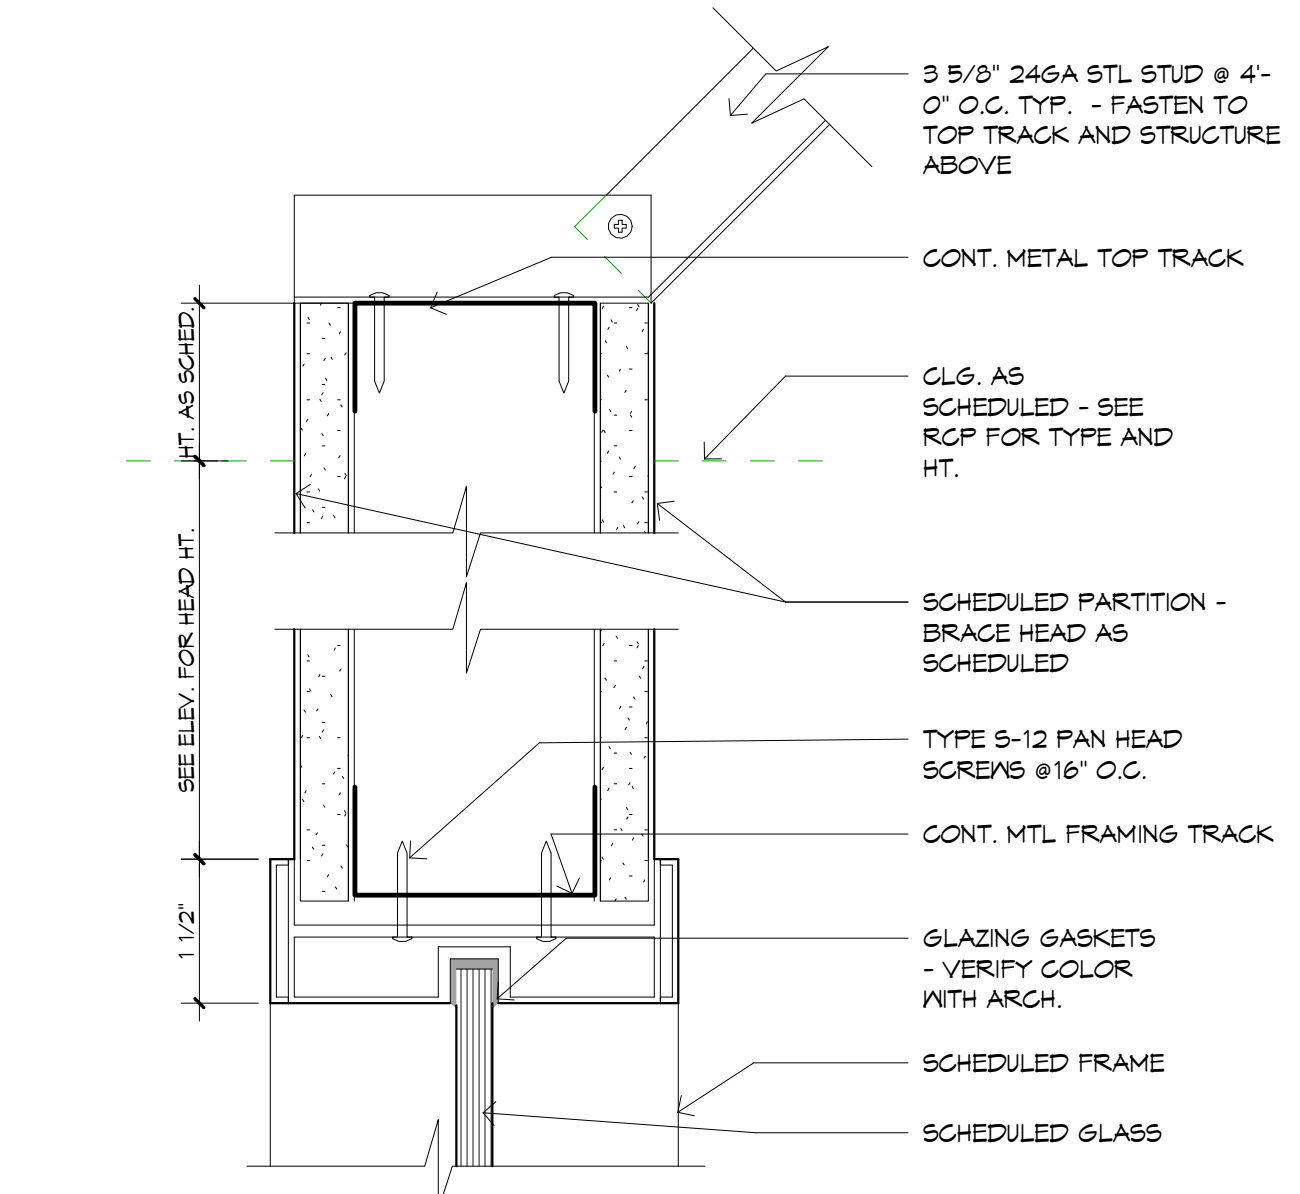 3 5/8" 24GA STL STUD @ 4'-
0" O.C. TYP. - FASTEN TO
TOP TRACK AND STRUCTURE
ABOVE
CONT. METAL TOP TRACK
HT. AS SCHED.
CLG. AS
SCHEDULED - SEE
RCP FOR TYPE AND
HT.
SEE ELEV. FOR HEAD HT.
SCHEDULED PARTITION -
BRACE HEAD AS
SCHEDULED
TYPE S-12 PAN HEAD
SCREWS @16" O.C.
CONT. MTL FRAMING TRACK
1 1/2"
GLAZING GASKETS
- VERIFY COLOR
WITH ARCH.
SCHEDULED FRAME
SCHEDULED GLASS